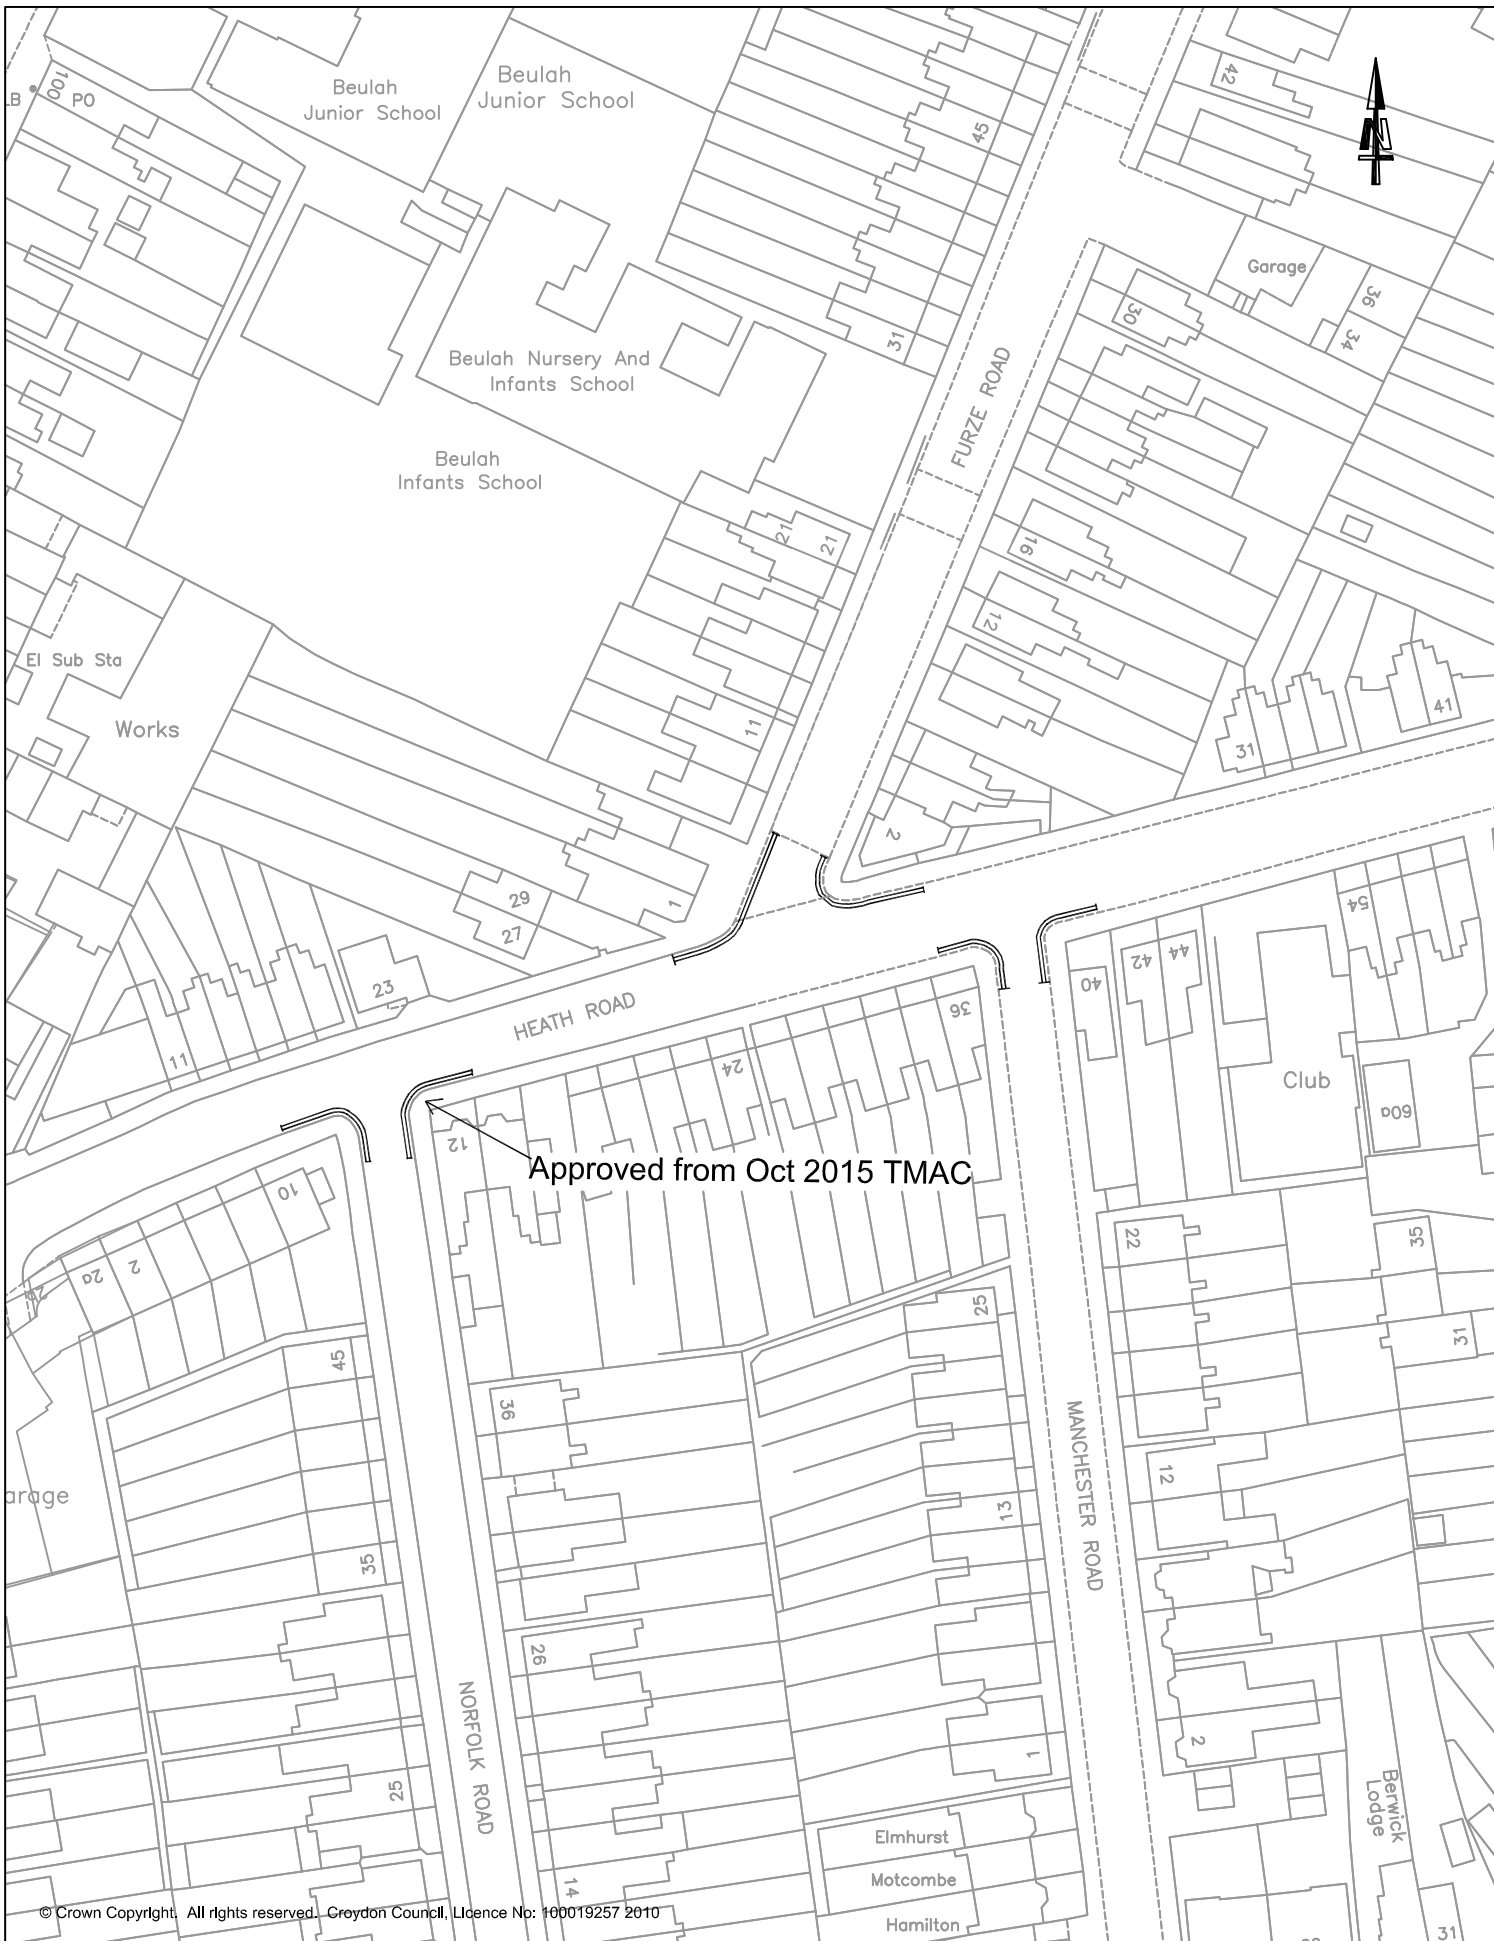 LB
100
PO
Beulah
Junior School
Beulah
Junior School
42
45
N
Garage
36
34
30
31
Beulah Nursery And
Infants School
FURZE ROAD
Beulah
Infants School
21
21
16
12
El Sub Sta
Works
11
41
31
2
29
27
1
23
54
44
42
40
36
HEATH ROAD
11
24
Club
60a
12
Approved from Oct 2015 TMAC
10
2
2a
22
35
25
31
45
36
MANCHESTER ROAD
12
13
arage
35
26
NORFOLK ROAD
25
1
2
Berwick
Lodge
Elmhurst
Motcombe
Hamilton
14
31
© Crown Copyright. All rights reserved. Croydon Council, Licence No: 100019257 2010